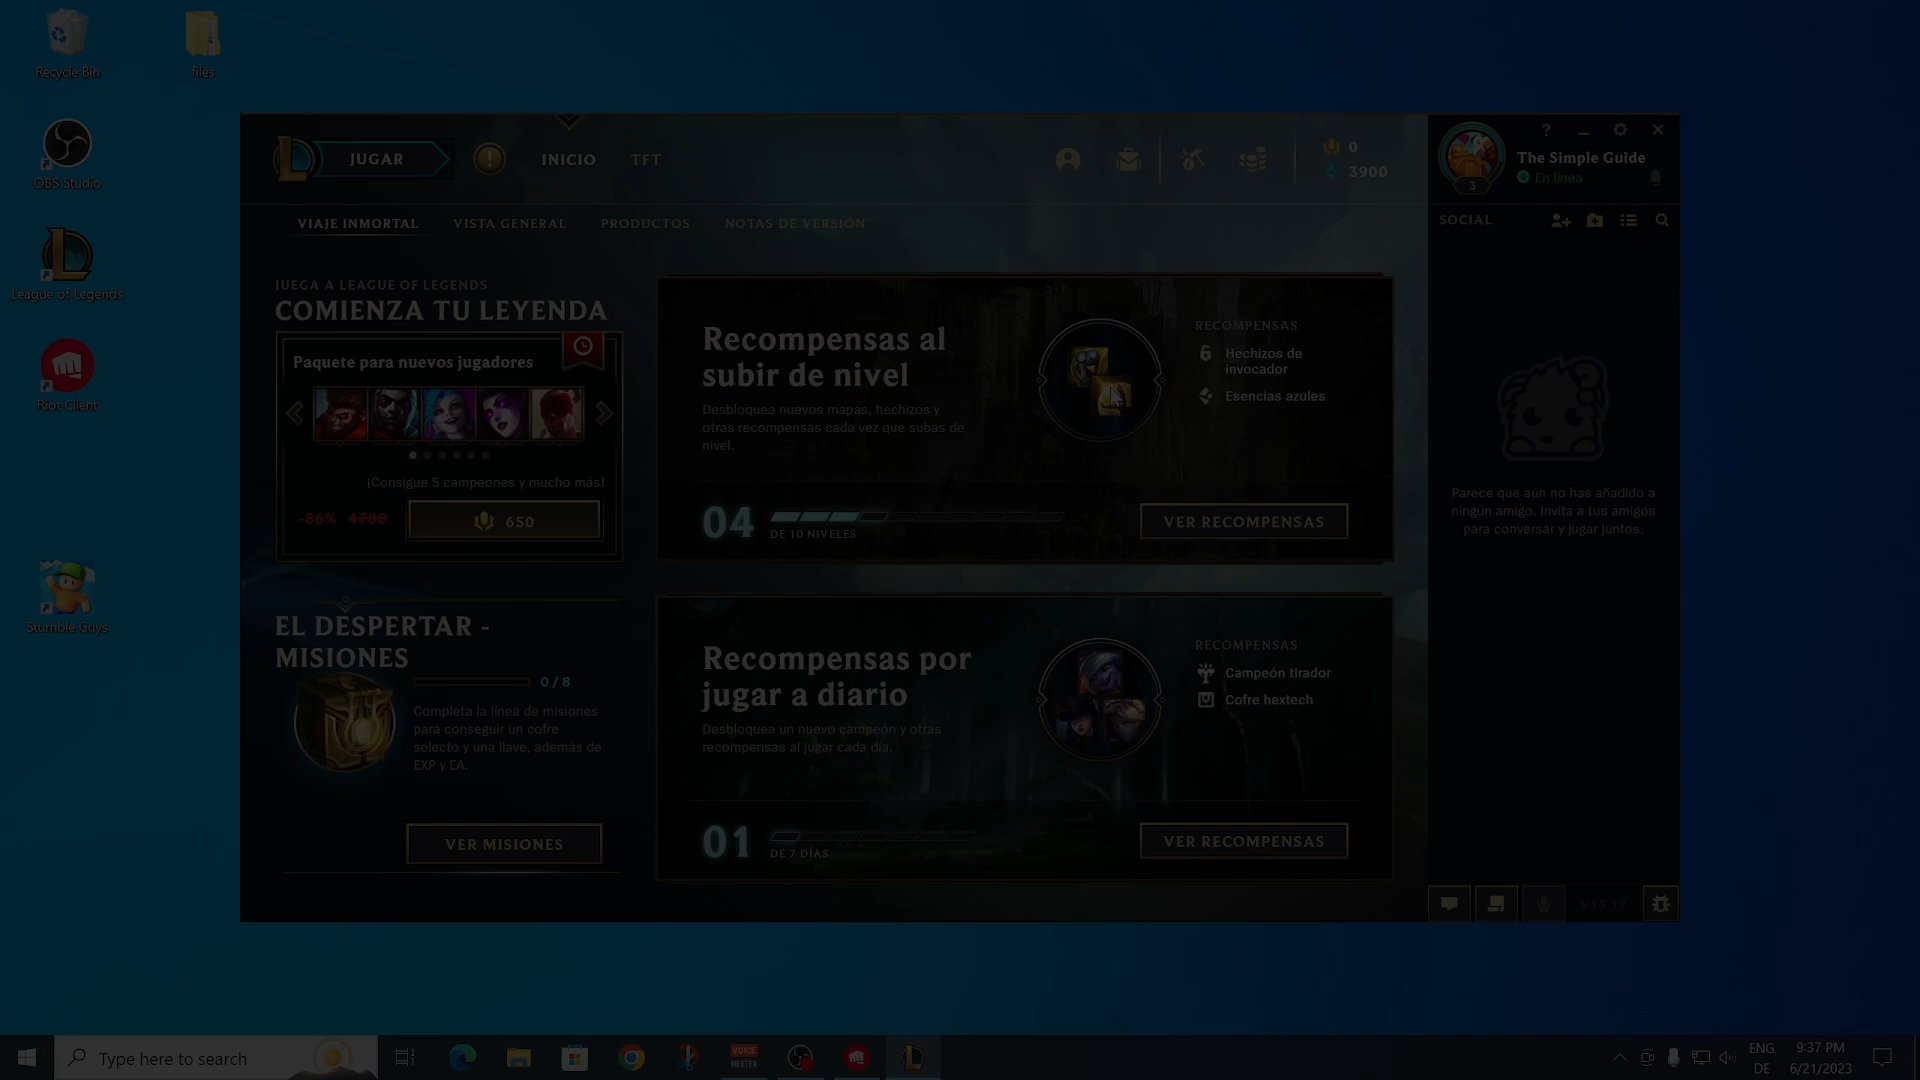 Recycle Bin
files
OBS Studio
League of Legends
Riot Client
Stumble Guys
JUGAR
INICIO
TFT
0
3900
VIAJE INMORTAL
VISTA GENERAL
PRODUCTOS
NOTAS DE VERSIÓN
JUEGA A LEAGUE OF LEGENDS
COMIENZA TU LEYENDA
Paquete para nuevos jugadores
¡Consigue 5 campeones y mucho más!
-86% 4700
650
EL DESPERTAR -
MISIONES
0 / 8
Completa la línea de misiones
para conseguir un cofre
selecto y una llave, además de
EXP y EA.
VER MISIONES
Recompensas al
subir de nivel
Desbloquea nuevos mapas, hechizos y
otras recompensas cada vez que subas de
nivel.
RECOMPENSAS
Hechizos de
invocador
Esencias azules
04
DE 10 NIVELES
VER RECOMPENSAS
Recompensas por
jugar a diario
Desbloquea un nuevo campeón y otras
recompensas al jugar cada día.
RECOMPENSAS
Campeón tirador
Cofre hextech
01
DE 7 DÍAS
VER RECOMPENSAS
?
The Simple Guide
En línea
3
SOCIAL
Parece que aún no has añadido a
ningún amigo. Invita a tus amigos
para conversar y jugar juntos.
V13.12
Type here to search
VOICE
MEETER
ENG
DE
9:37 PM
6/21/2023